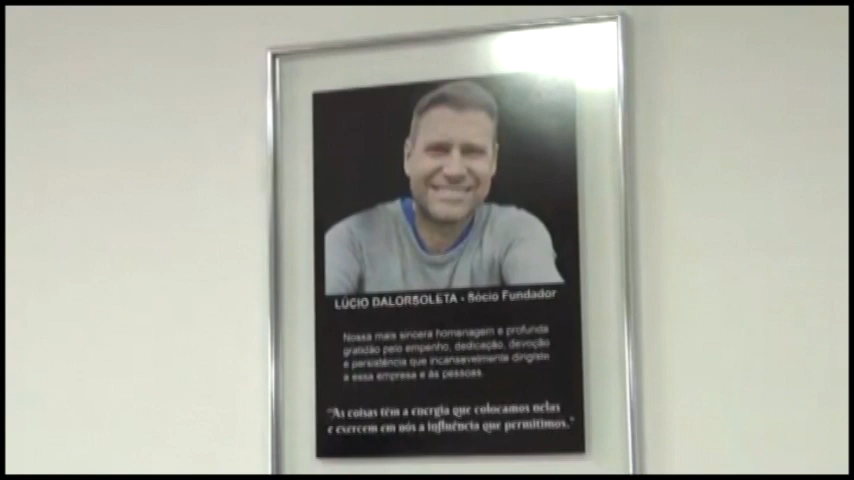 LÚCIO DALORSOLETA - Sócio Fundador
Nossa mais sincera homenagem e profunda
gratidão pelo empenho, dedicação, devoção
e persistência que incansavelmente dirigiste
a essa empresa e às pessoas.
"As coisas têm a energia que colocamos nelas
e exercem em nós a influência que permitimos."